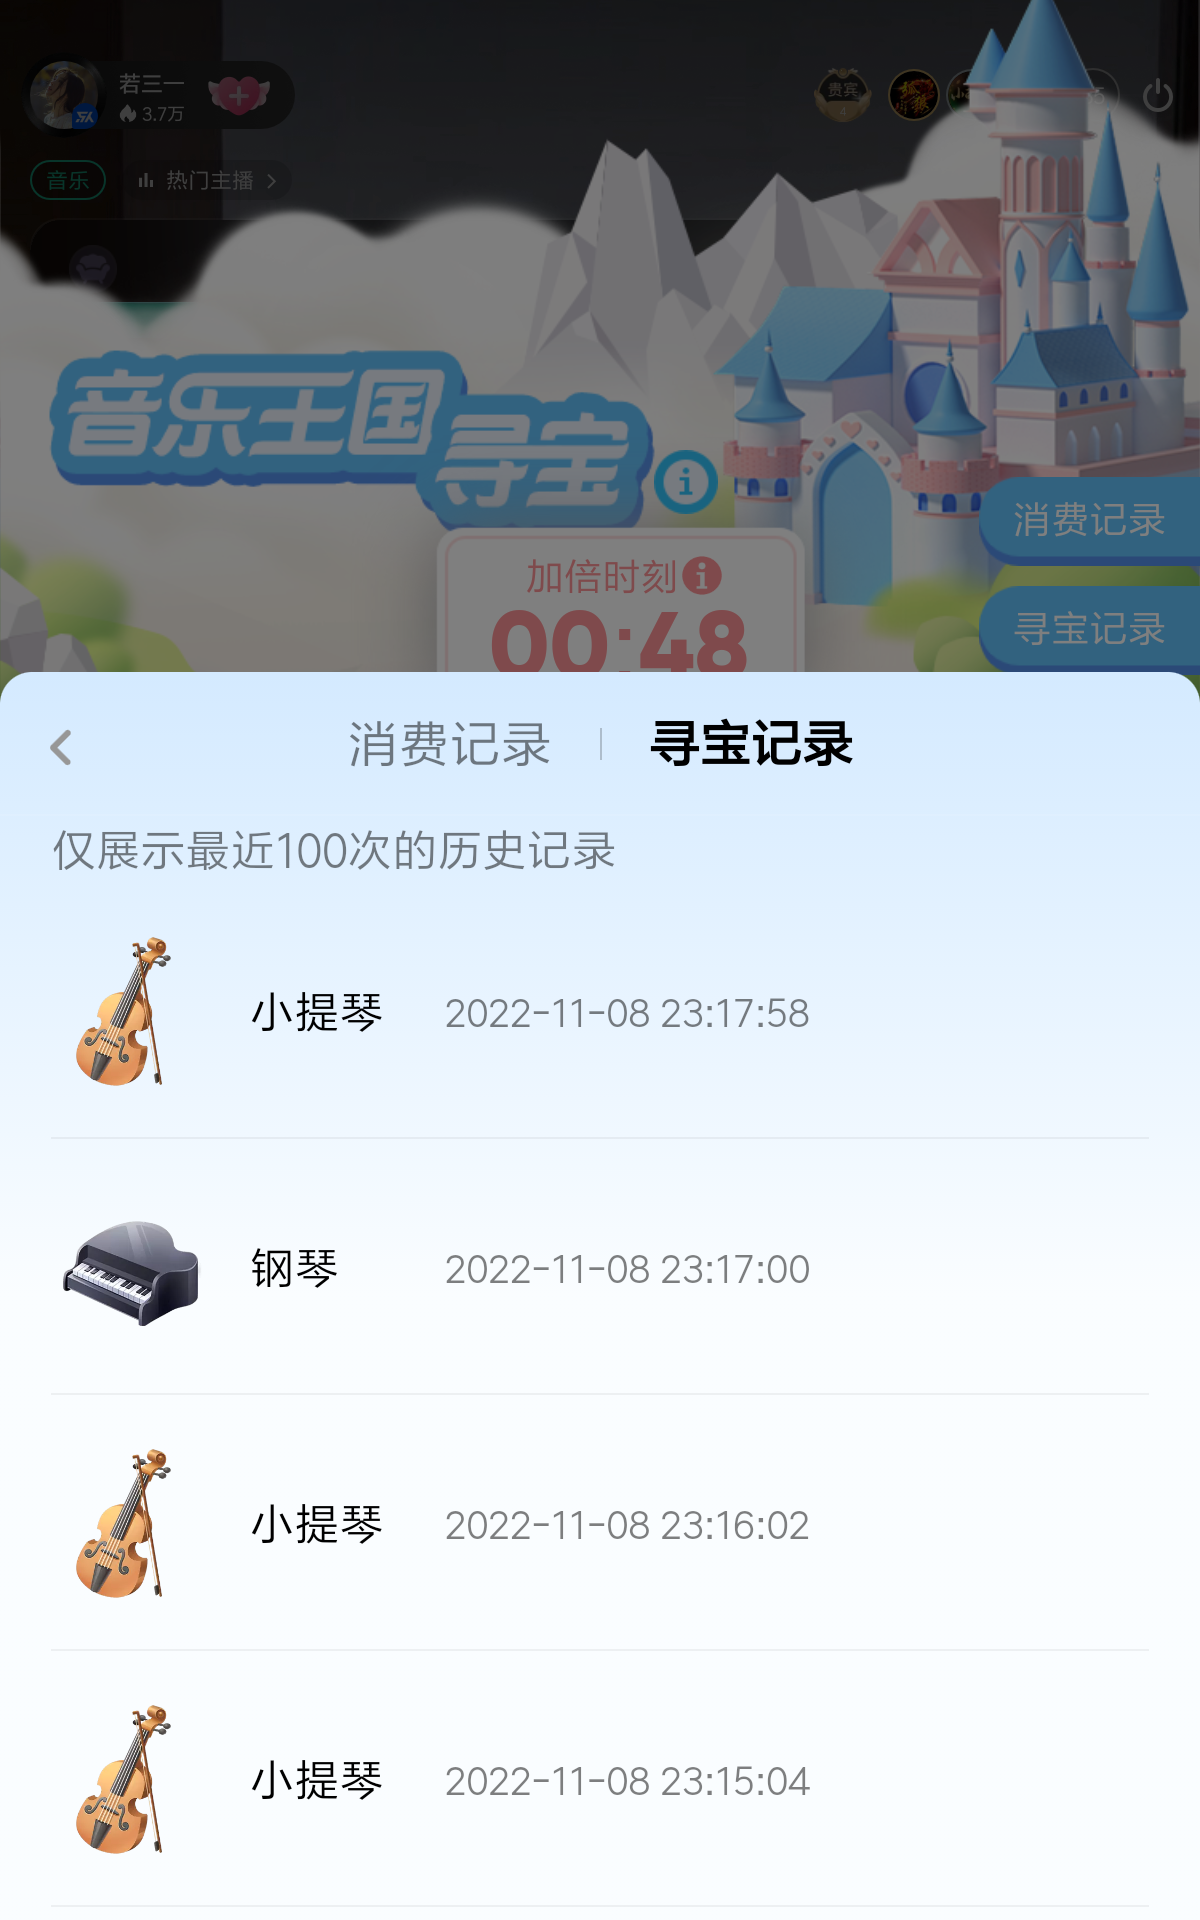 若三一
3.7万
贵宾
4
音乐
热门主播
音乐王国
寻宝
消费记录
加倍时刻
00:48
寻宝记录
消费记录
寻宝记录
仅展示最近100次的历史记录
小提琴 2022-11-08 23:17:58
钢琴 2022-11-08 23:17:00
小提琴 2022-11-08 23:16:02
小提琴 2022-11-08 23:15:04